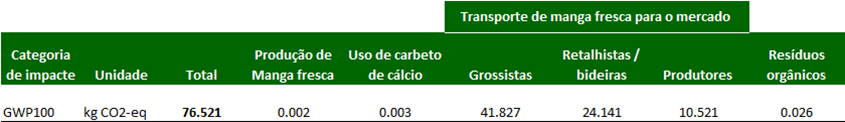 Transporte de manga fresca para o mercado
Categoria de impacte Unidade Total Produção de Manga fresca Uso de carbeto de cálcio Grossistas Retalhistas / bideiras Produtores Resíduos orgânicos
GWP100 kg CO2-eq 76.521 0.002 0.003 41.827 24.141 10.521 0.026